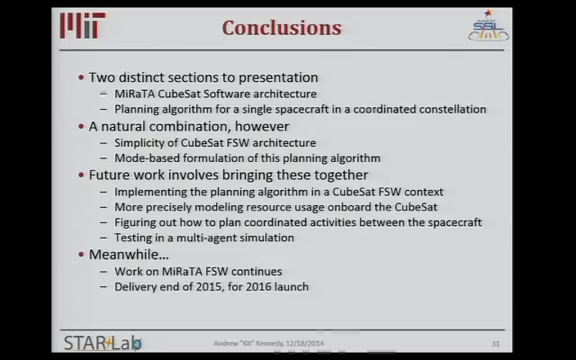 MiT
Conclusions
SSL
• Two distinct sections to presentation
– MiRaTA CubeSat Software architecture
– Planning algorithm for a single spacecraft in a coordinated constellation
• A natural combination, however
– Simplicity of CubeSat FSW architecture
– Mode-based formulation of this planning algorithm
• Future work involves bringing these together
– Implementing the planning algorithm in a CubeSat FSW context
– More precisely modeling resource usage onboard the CubeSat
– Figuring out how to plan coordinated activities between the spacecraft
– Testing in a multi-agent simulation
• Meanwhile…
– Work on MiRaTA FSW continues
– Delivery end of 2015, for 2016 launch
STAR Lab
Andrew "Kit" Kennedy, 12/18/2014
31